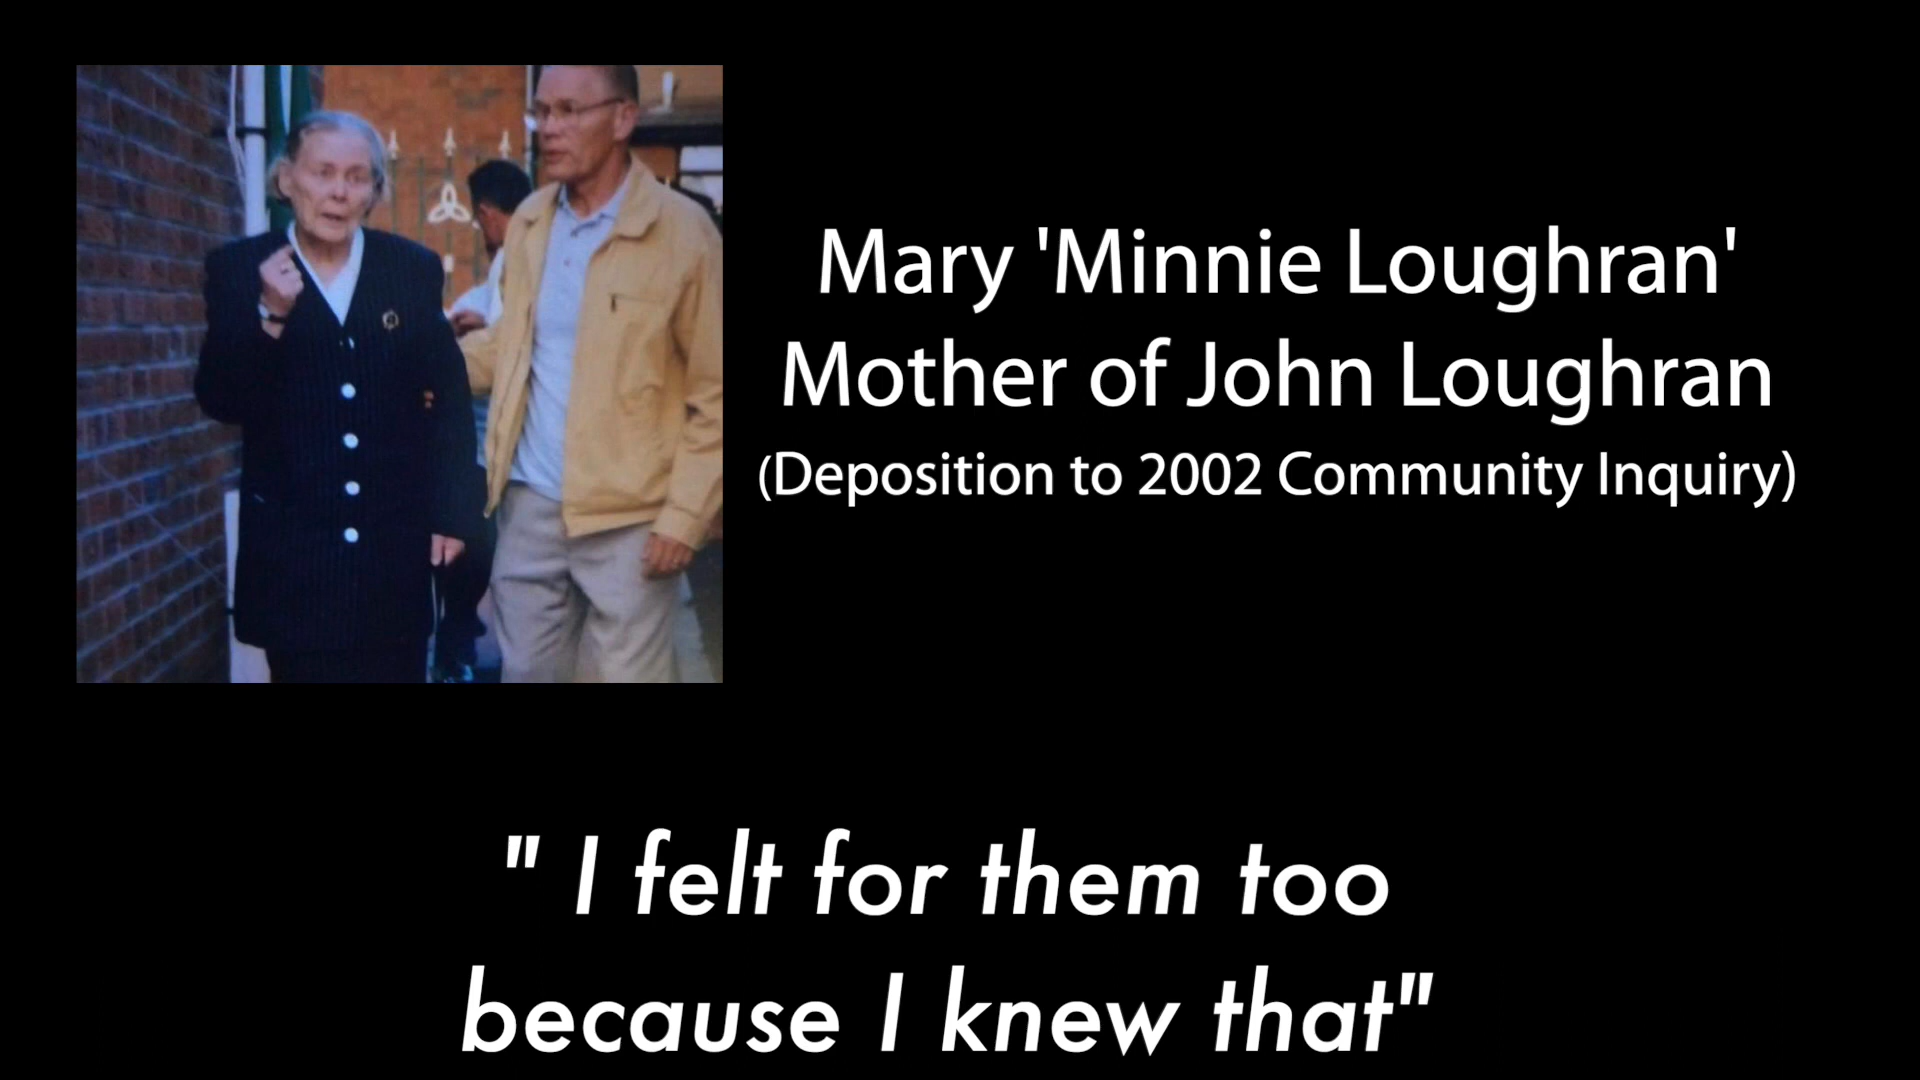 Mary 'Minnie Loughran'
Mother of John Loughran
(Deposition to 2002 Community Inquiry)
" I felt for them too
because I knew that"